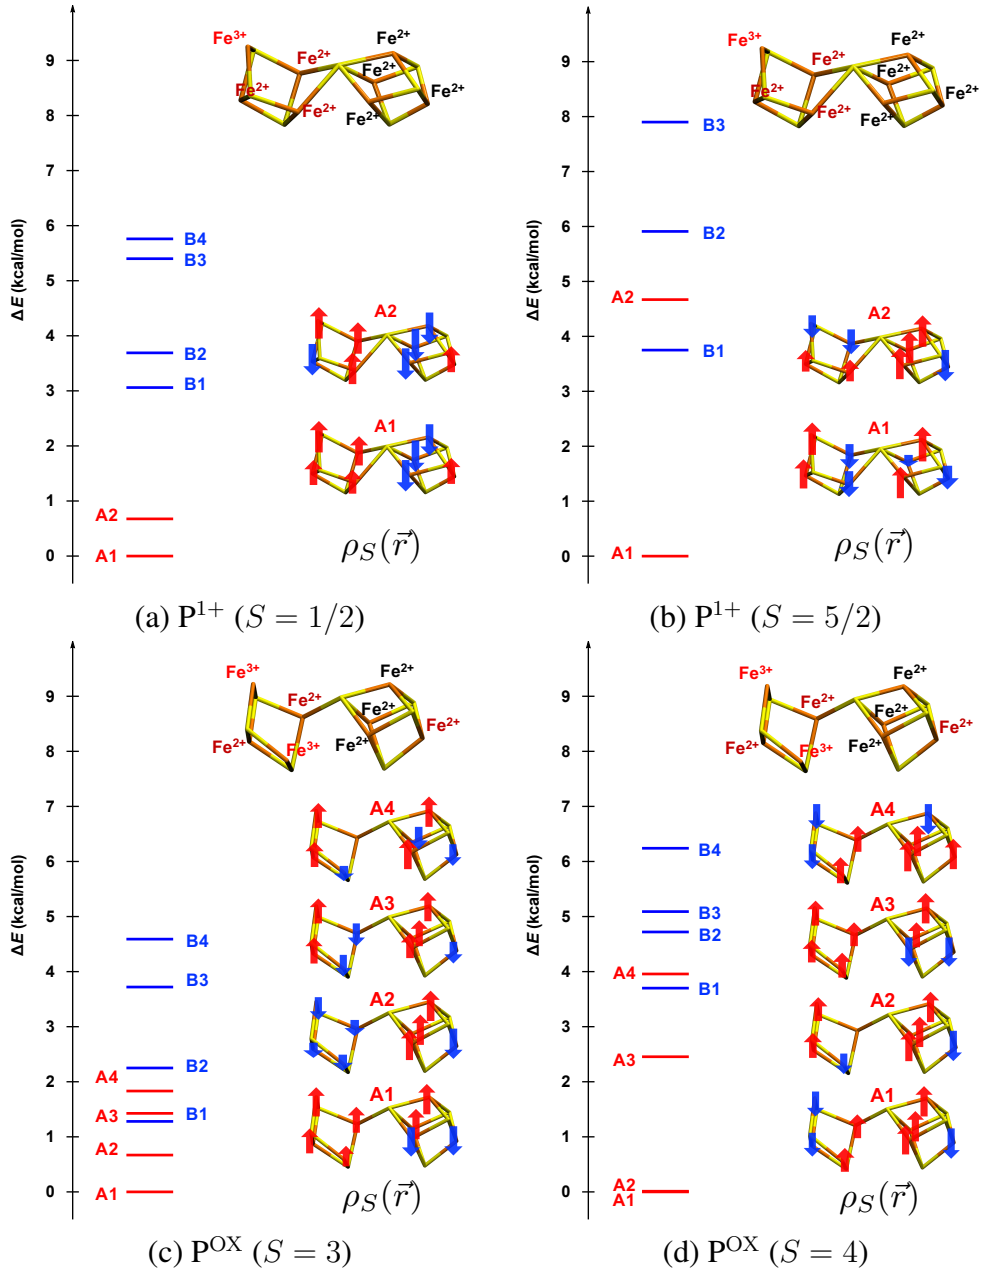 Fe³⁺
Fe²⁺
Fe²⁺
Fe²⁺
Fe²⁺
Fe²⁺
Fe²⁺
Fe²⁺
9
8
7
6
5
4
3
2
1
0
ΔE (kcal/mol)
B4
B3
B2
B1
A2
A1
A2
A1
ρ_S(r⃗)
(a) P¹⁺ (S = 1/2)
Fe³⁺
Fe²⁺
Fe²⁺
Fe²⁺
Fe²⁺
Fe²⁺
Fe²⁺
Fe²⁺
9
8
7
6
5
4
3
2
1
0
ΔE (kcal/mol)
B3
B2
A2
B1
A1
A2
A1
ρ_S(r⃗)
(b) P¹⁺ (S = 5/2)
Fe³⁺
Fe²⁺
Fe²⁺
Fe²⁺
Fe²⁺
Fe³⁺
Fe²⁺
Fe²⁺
9
8
7
6
5
4
3
2
1
0
ΔE (kcal/mol)
B4
B3
B2
A4
A3
B1
A2
A1
A4
A3
A2
A1
ρ_S(r⃗)
(c) P^OX (S = 3)
Fe³⁺
Fe²⁺
Fe²⁺
Fe²⁺
Fe²⁺
Fe³⁺
Fe²⁺
Fe²⁺
9
8
7
6
5
4
3
2
1
0
ΔE (kcal/mol)
B4
B3
B2
A4
B1
A3
A2
A1
A4
A3
A2
A1
ρ_S(r⃗)
(d) P^OX (S = 4)